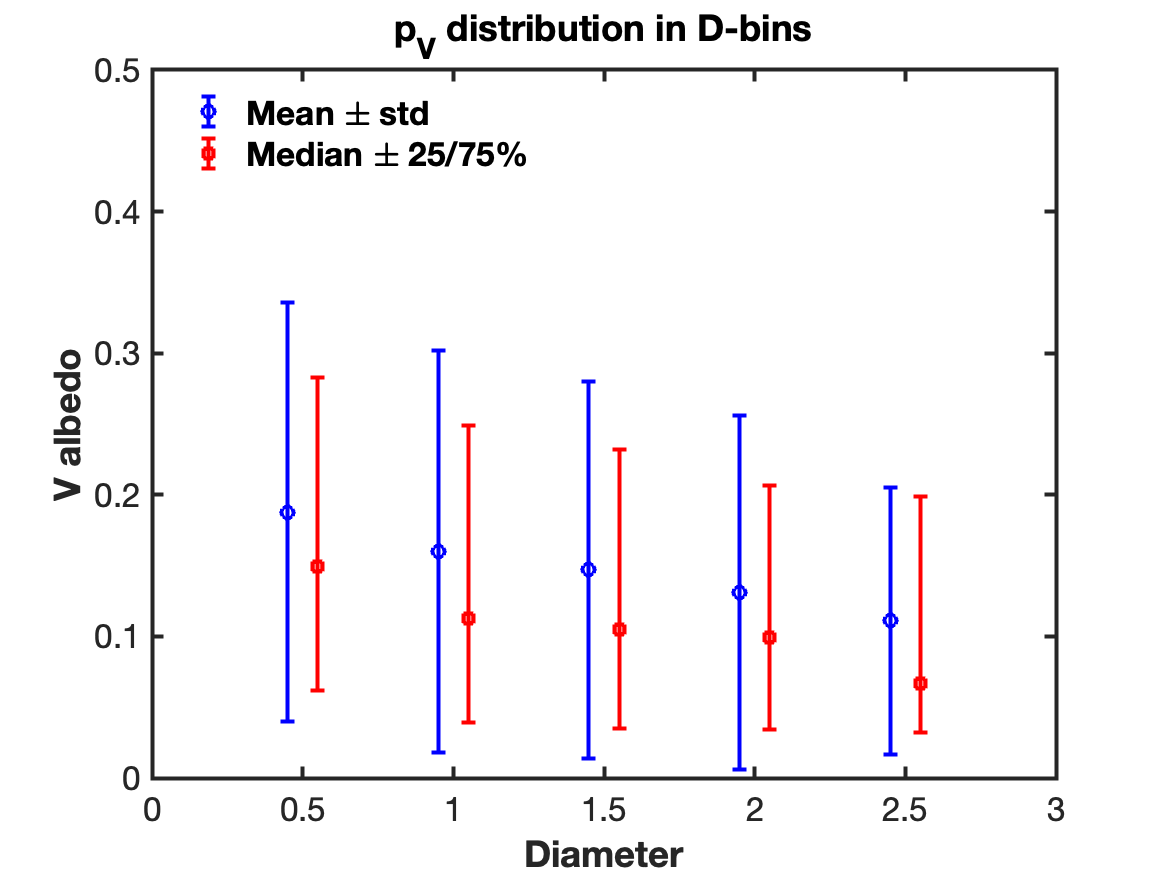 p_V distribution in D-bins
Mean ± std
Median ± 25/75%
0.5
0.4
0.3
0.2
0.1
0
V albedo
0 0.5 1 1.5 2 2.5 3
Diameter